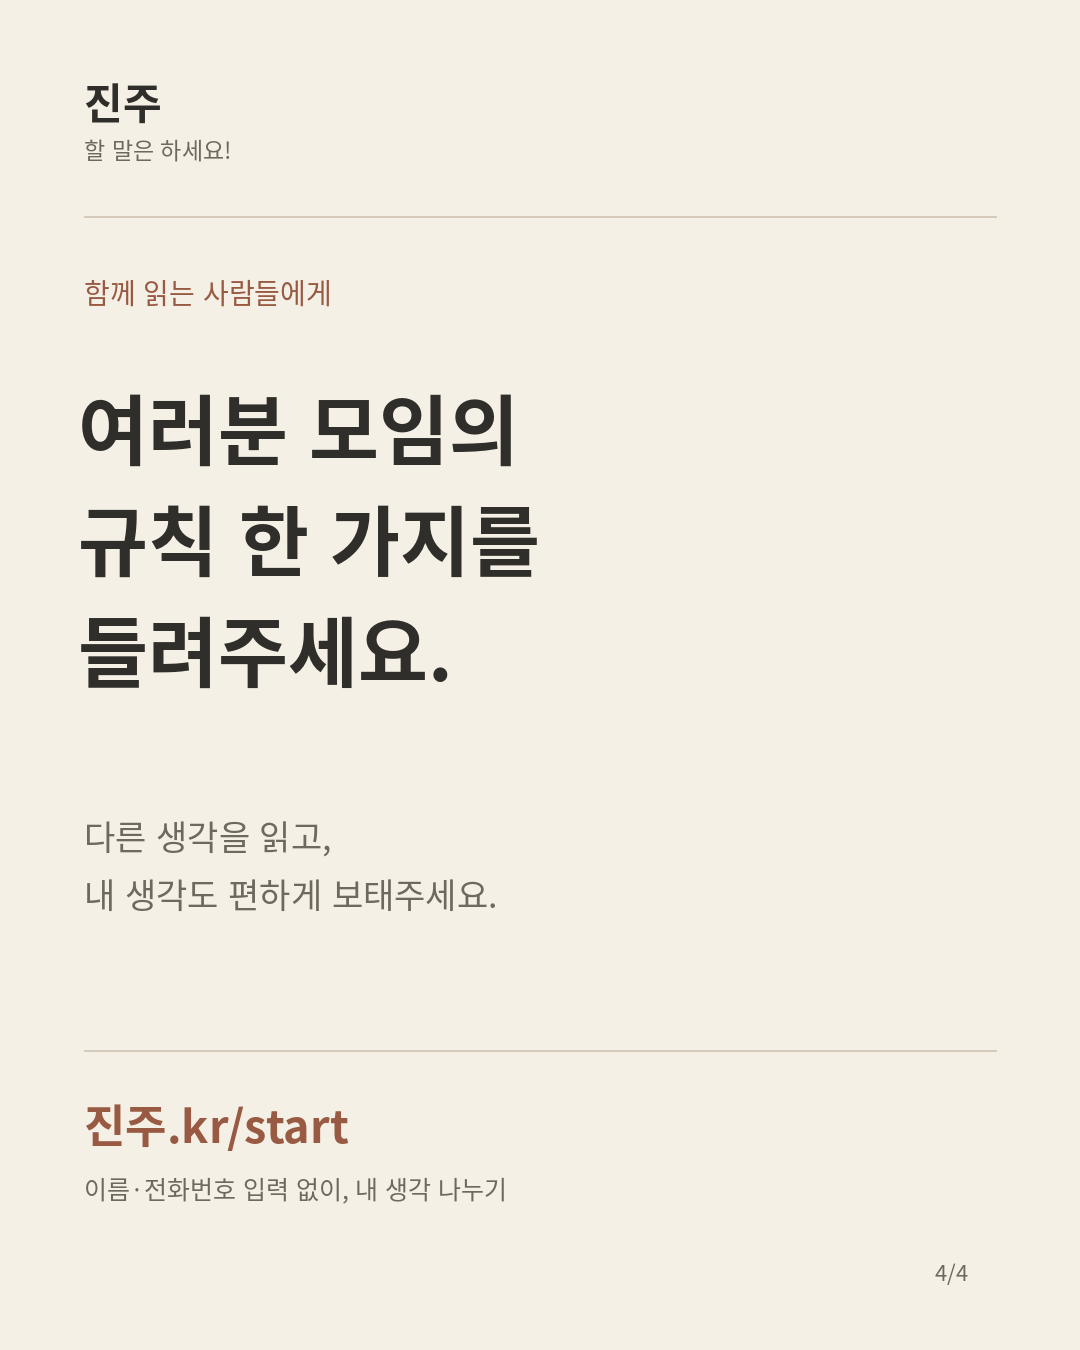 진주
할 말은 하세요!
함께 읽는 사람들에게
여러분 모임의
규칙 한 가지를
들려주세요.
다른 생각을 읽고,
내 생각도 편하게 보태주세요.
진주.kr/start
이름·전화번호 입력 없이, 내 생각 나누기
4/4